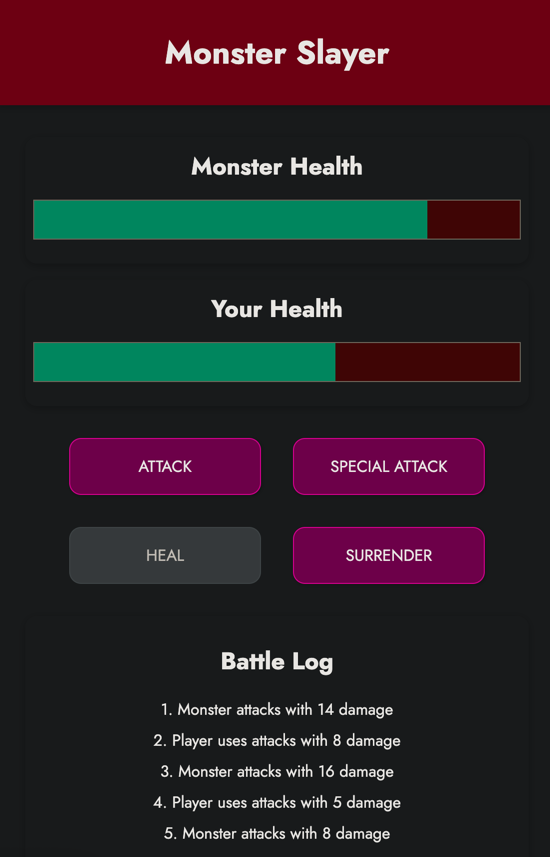 Monster Slayer
Monster Health
Your Health
ATTACK
SPECIAL ATTACK
HEAL
SURRENDER
Battle Log
1. Monster attacks with 14 damage
2. Player uses attacks with 8 damage
3. Monster attacks with 16 damage
4. Player uses attacks with 5 damage
5. Monster attacks with 8 damage